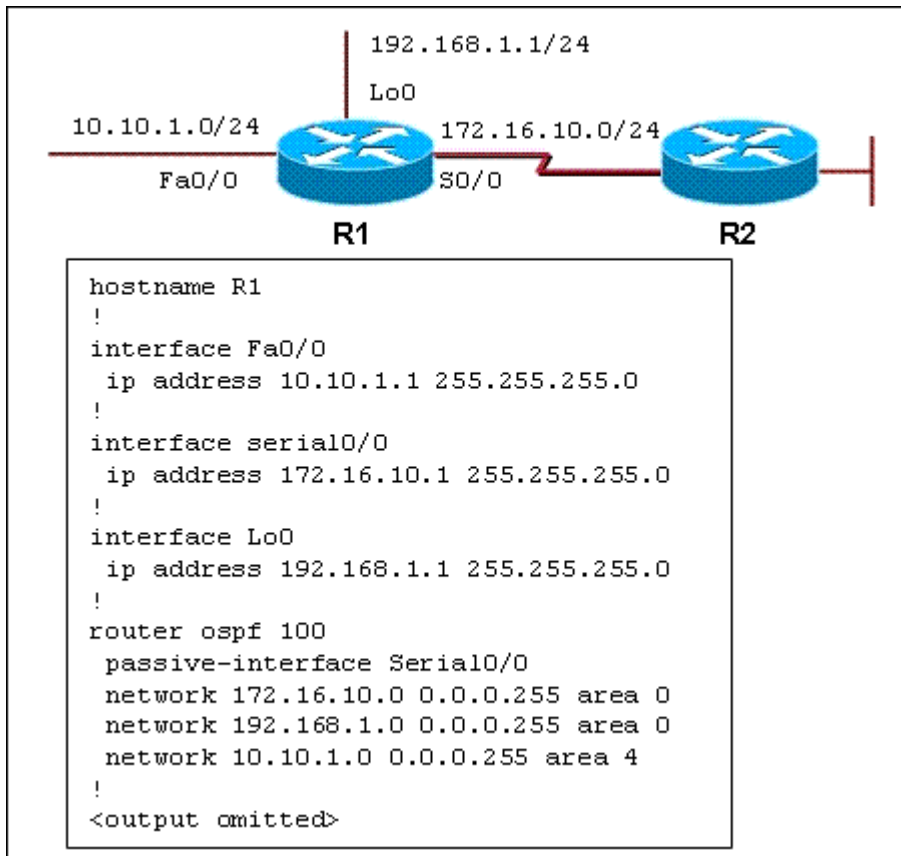 192.168.1.1/24
Lo0
10.10.1.0/24
172.16.10.0/24
Fa0/0
S0/0
R1
R2
hostname R1
!
interface Fa0/0
ip address 10.10.1.1 255.255.255.0
!
interface serial0/0
ip address 172.16.10.1 255.255.255.0
!
interface Lo0
ip address 192.168.1.1 255.255.255.0
!
router ospf 100
passive-interface Serial0/0
network 172.16.10.0 0.0.0.255 area 0
network 192.168.1.0 0.0.0.255 area 0
network 10.10.1.0 0.0.0.255 area 4
!
<output omitted>